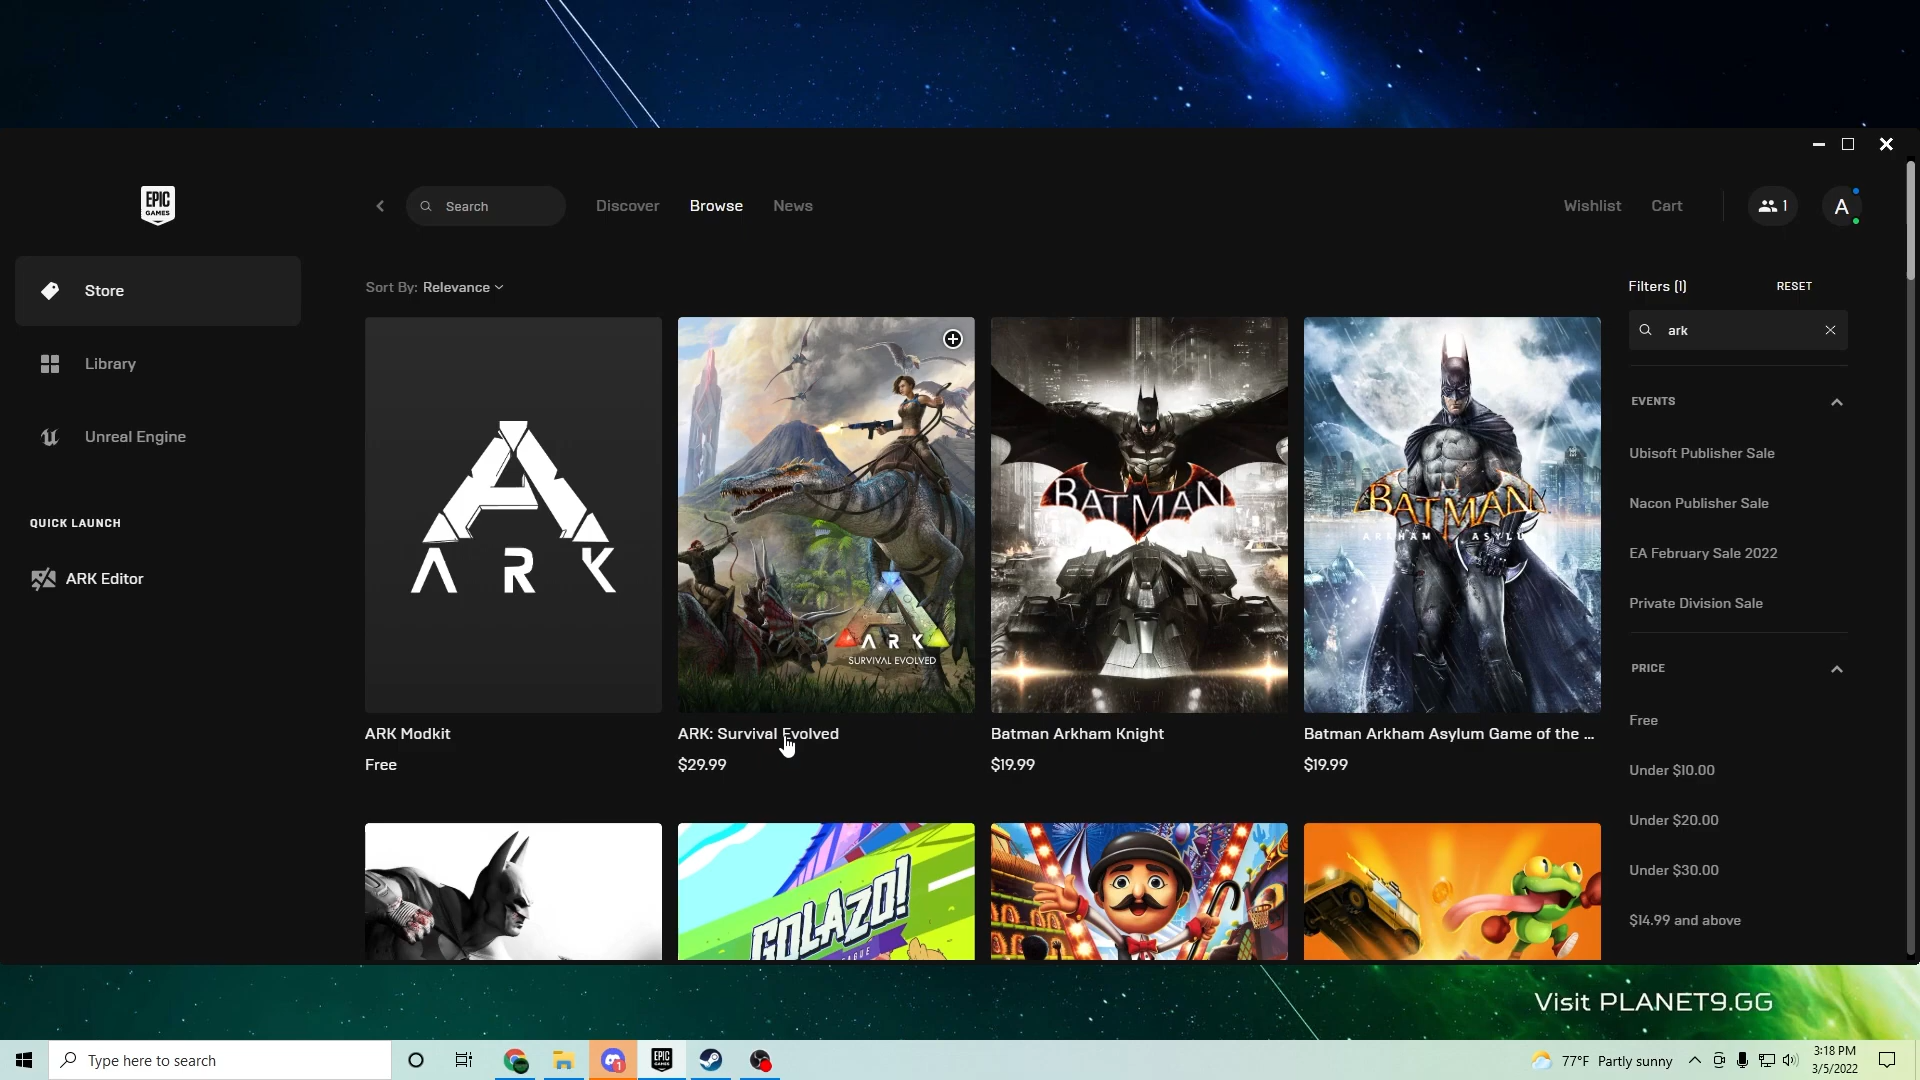 EPIC
GAMES
Search
Discover
Browse
News
Wishlist
Cart
1
A
Store
Library
Unreal Engine
QUICK LAUNCH
ARK Editor
Sort By: Relevance
Filters (1)
RESET
ark
EVENTS
Ubisoft Publisher Sale
Nacon Publisher Sale
EA February Sale 2022
Private Division Sale
PRICE
Free
Under $10.00
Under $20.00
Under $30.00
$14.99 and above
ARK
ARK
SURVIVAL EVOLVED
BATMAN
BATMAN
ARKHAM ASYLUM
ARK Modkit
Free
ARK: Survival Evolved
$29.99
Batman Arkham Knight
$19.99
Batman Arkham Asylum Game of the ...
$19.99
GOLAZO!
Visit PLANET9.GG
Type here to search
1
EPIC
GAMES
77°F Partly sunny
3:18 PM
3/5/2022